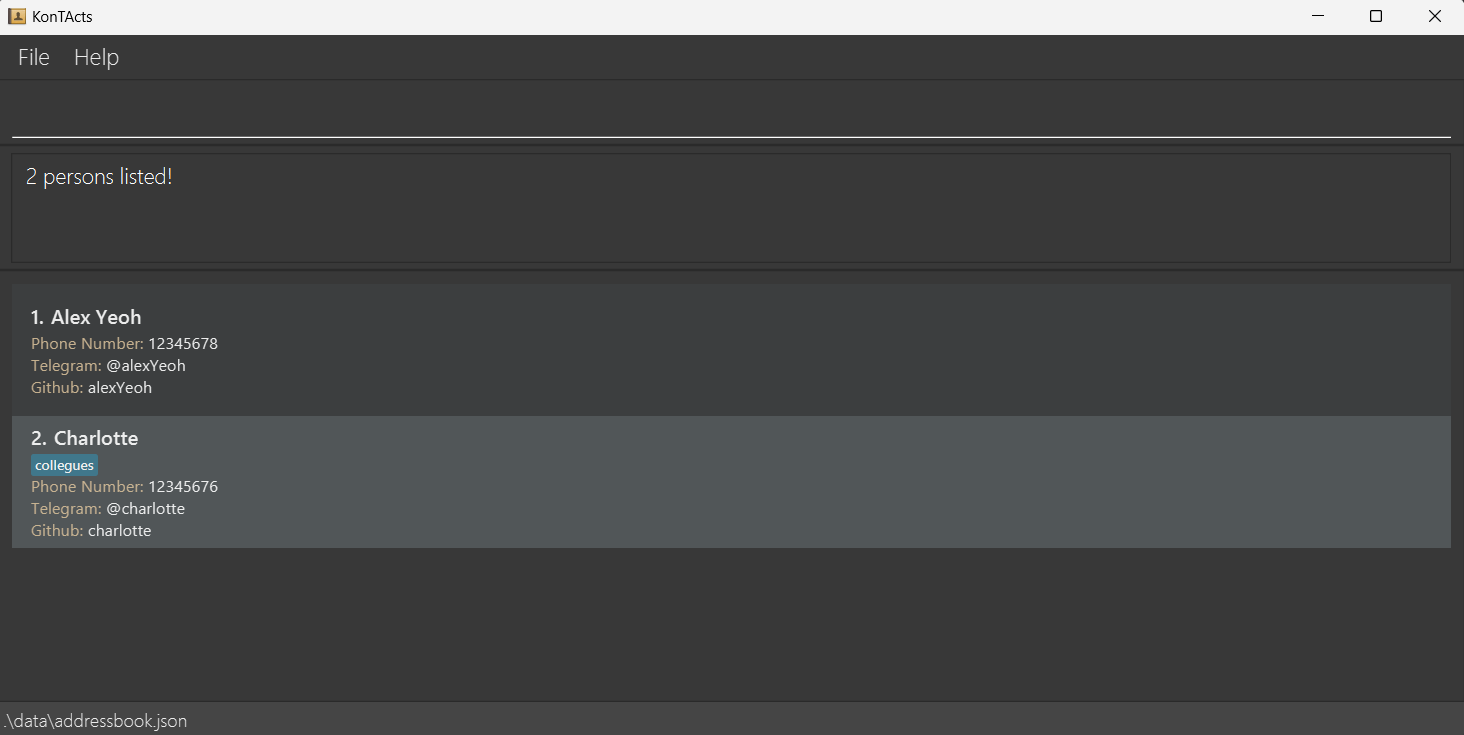 KonTActs
File Help
2 persons listed!
1. Alex Yeoh
Phone Number: 12345678
Telegram: @alexYeoh
Github: alexYeoh
2. Charlotte
collegues
Phone Number: 12345676
Telegram: @charlotte
Github: charlotte
.\data\addressbook.json